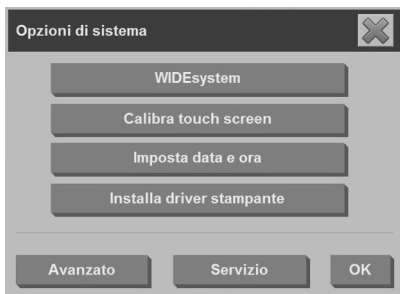 Opzioni di sistema
WIDEsystem
Calibra touch screen
Imposta data e ora
Installa driver stampante
Avanzato Servizio OK